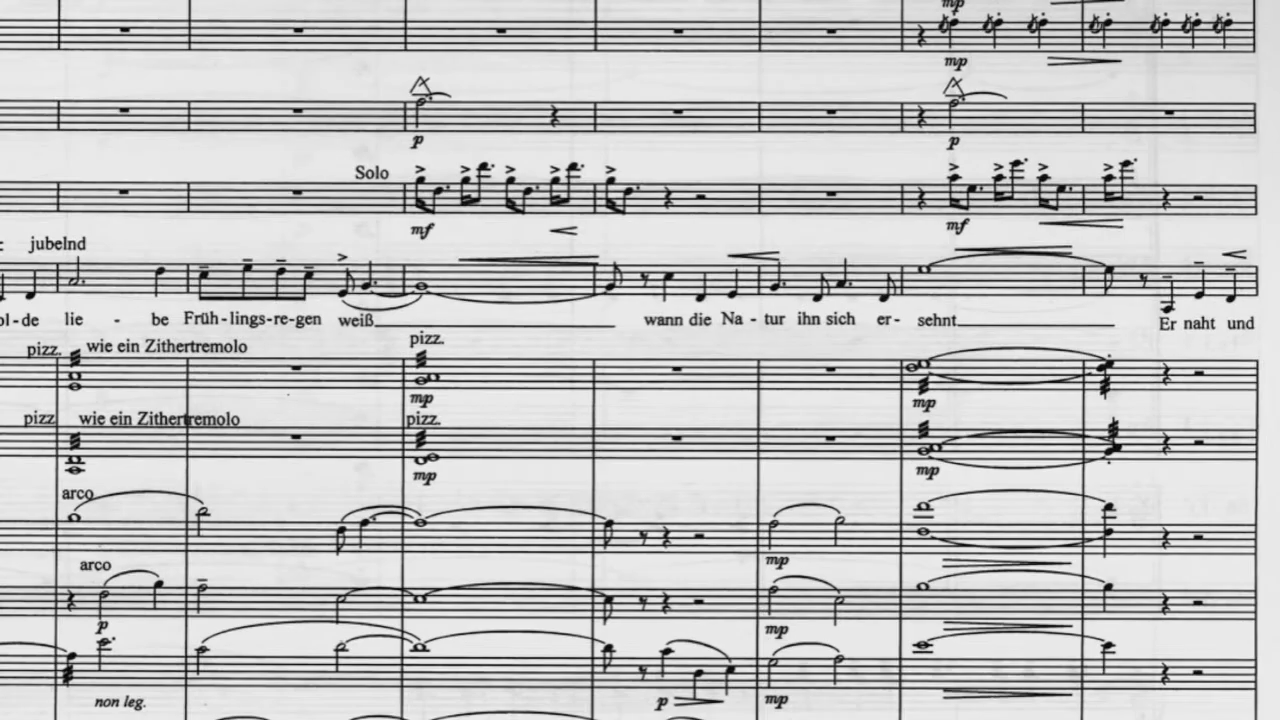 mp
mp
p
p
Solo
mf
mf
jubelnd
ol-de lie - be Früh-lings-re-gen weiß wann die Na-tur ihn sich er-sehnt Er naht und
pizz. wie ein Zithertremolo pizz.
mp mp
pizz wie ein Zithertremolo pizz.
mp mp
arco
mp
arco
p mp
non leg. p mp